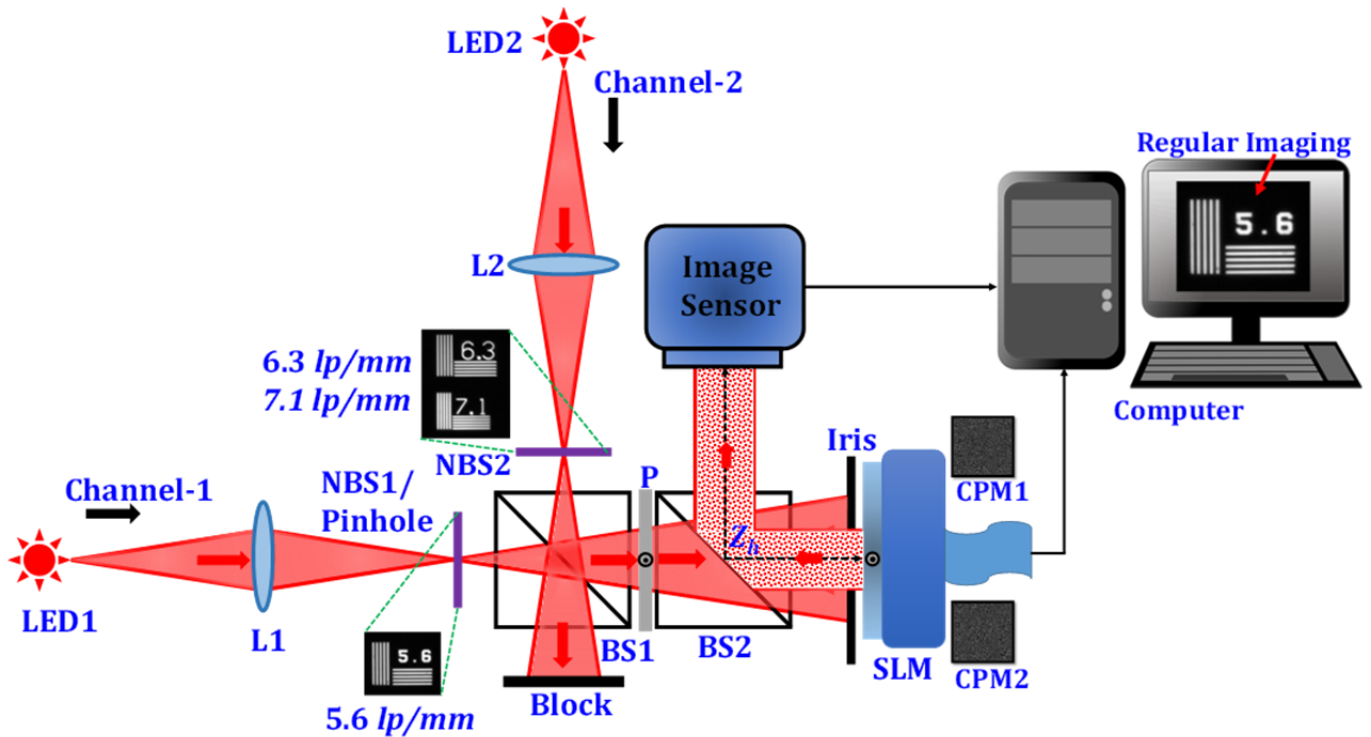 LED2
Channel-2
Regular Imaging
5.6
L2
Image
Sensor
6.3 lp/mm
7.1 lp/mm
6.3
7.1
Computer
NBS2
Iris
CPM1
Channel-1
NBS1/
Pinhole
P
Zh
LED1
L1
BS1
BS2
SLM
CPM2
5.6
Block
5.6 lp/mm